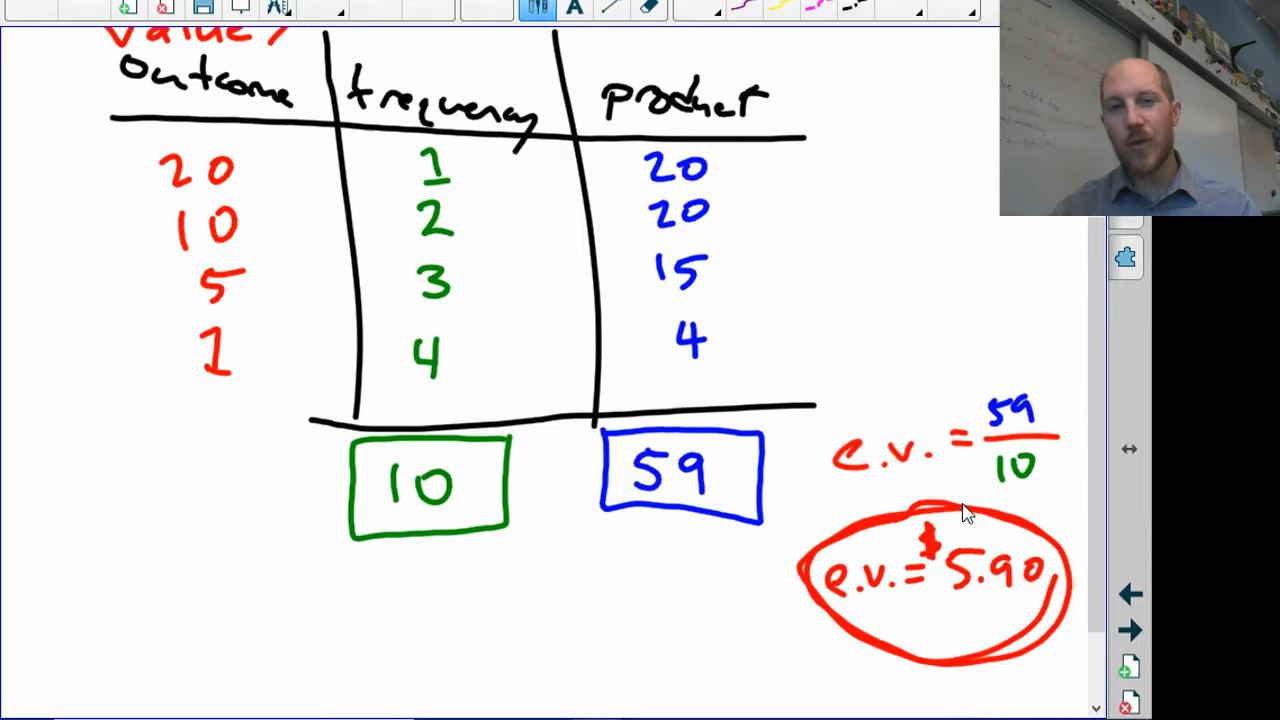 Value)
Outcome frequency product
20 1 20
10 2 20
5 3 15
1 4 4
10 59
e.v. = 59/10
e.v. = $5.90